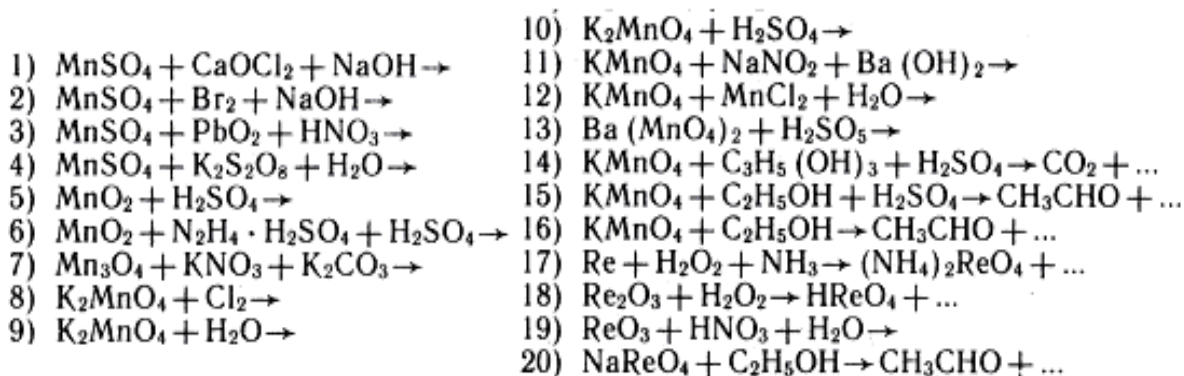 1) MnSO₄ + CaOCl₂ + NaOH→
2) MnSO₄ + Br₂ + NaOH→
3) MnSO₄ + PbO₂ + HNO₃→
4) MnSO₄ + K₂S₂O₈ + H₂O→
5) MnO₂ + H₂SO₄→
6) MnO₂ + N₂H₄ · H₂SO₄ + H₂SO₄→
7) Mn₃O₄ + KNO₃ + K₂CO₃→
8) K₂MnO₄ + Cl₂→
9) K₂MnO₄ + H₂O→
10) K₂MnO₄ + H₂SO₄→
11) KMnO₄ + NaNO₂ + Ba (OH)₂→
12) KMnO₄ + MnCl₂ + H₂O→
13) Ba (MnO₄)₂ + H₂SO₅→
14) KMnO₄ + C₃H₅ (OH)₃ + H₂SO₄→CO₂ + ...
15) KMnO₄ + C₂H₅OH + H₂SO₄→CH₃CHO + ...
16) KMnO₄ + C₂H₅OH→CH₃CHO + ...
17) Re + H₂O₂ + NH₃→(NH₄)₂ReO₄ + ...
18) Re₂O₃ + H₂O₂→HReO₄ + ...
19) ReO₃ + HNO₃ + H₂O→
20) NaReO₄ + C₂H₅OH→CH₃CHO + ...